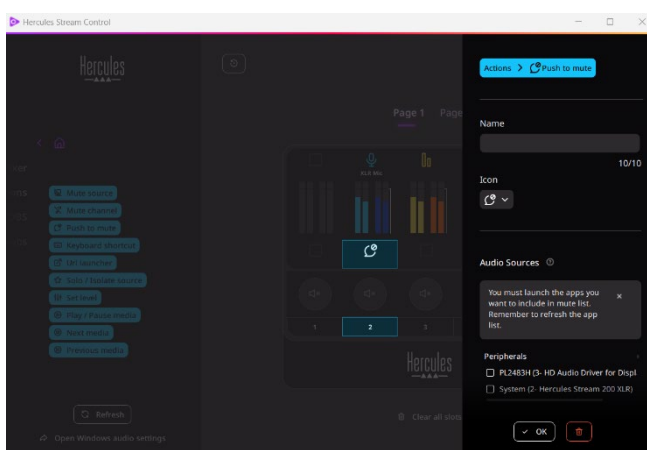 Hercules Stream Control
Hercules
Page 1
Page
Mute source
Mute channel
Push to mute
Keyboard shortcut
Url launcher
Solo / Isolate source
Set level
Play / Pause media
Next media
Previous media
Refresh
Open Windows audio settings
XLR Mic
1
2
3
Hercules
Clear all slots
Actions > Push to mute
Name
10/10
Icon
Audio Sources
You must launch the apps you
want to include in mute list.
Remember to refresh the app
list.
Peripherals
PL2483H (3- HD Audio Driver for Displ
System (2- Hercules Stream 200 XLR)
OK